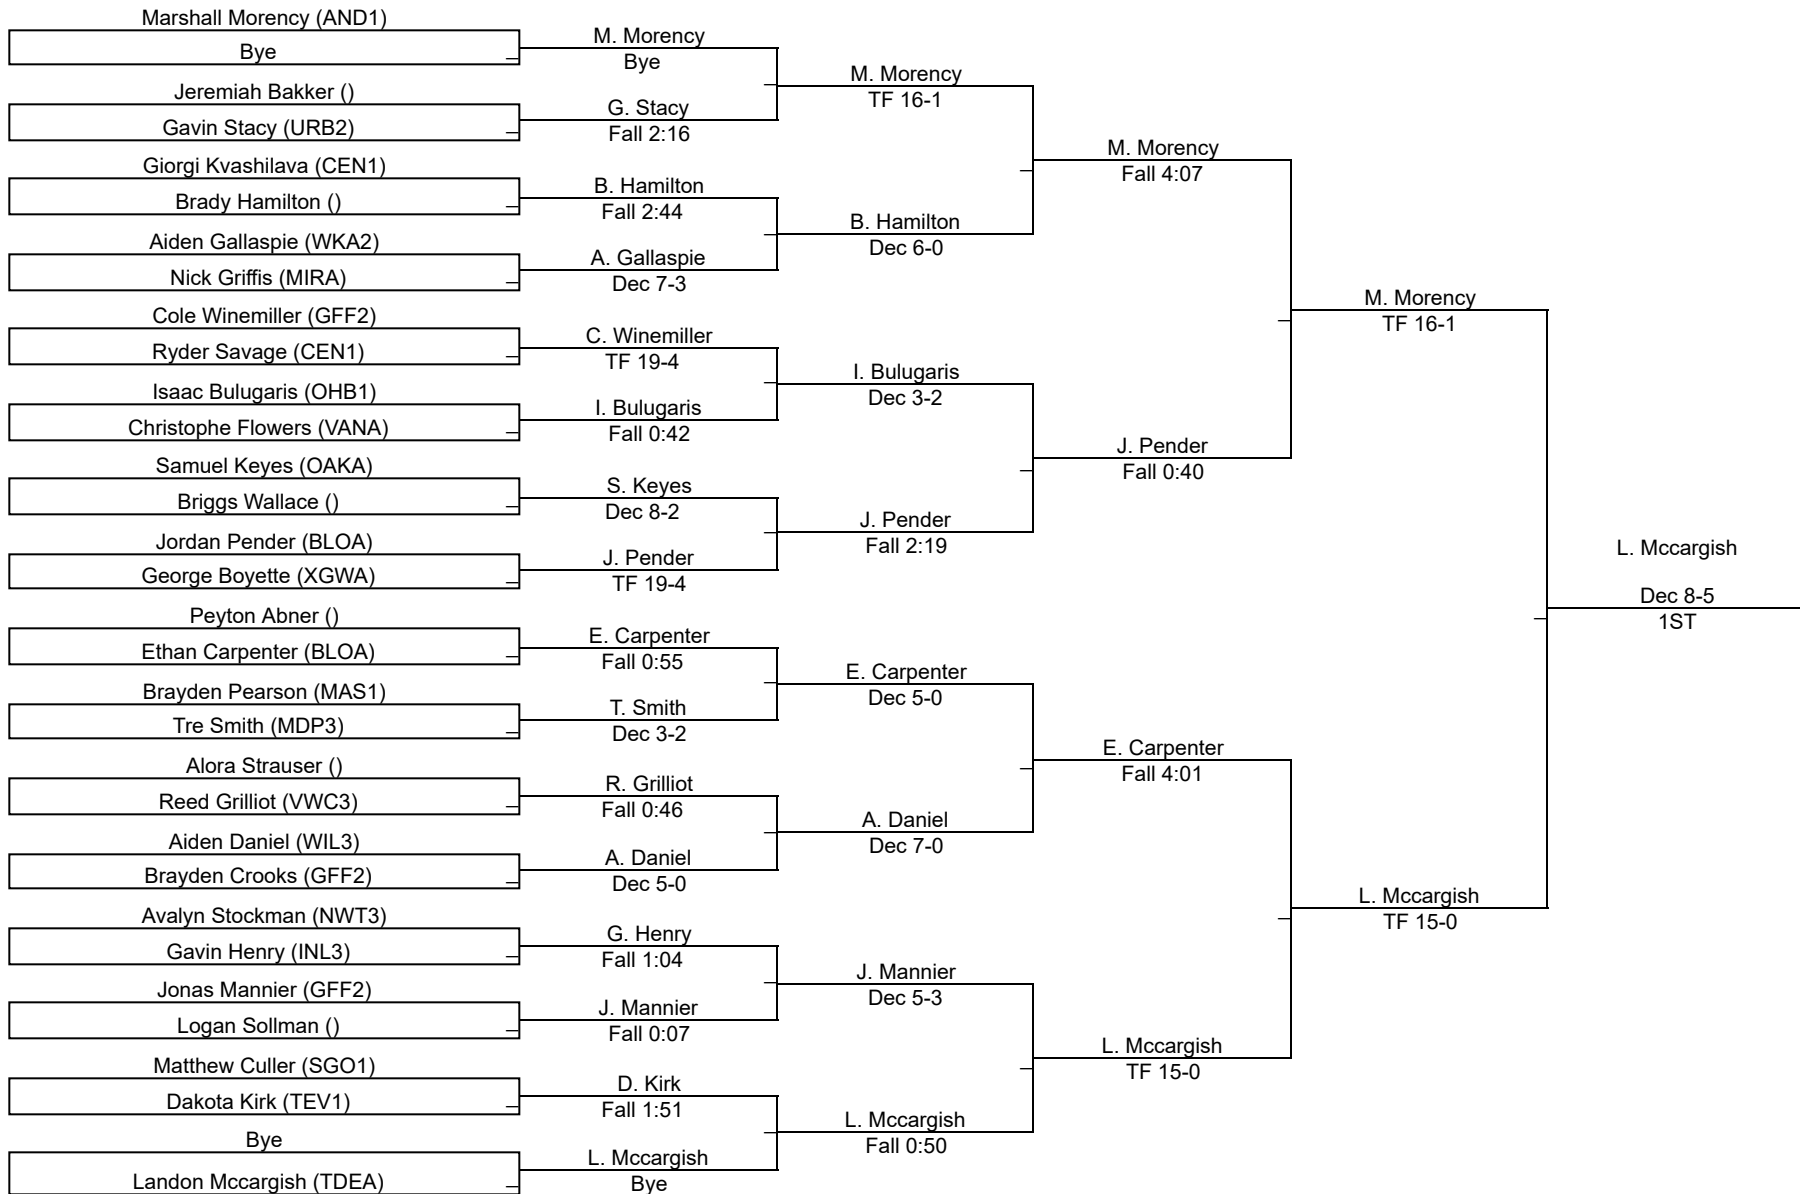 Marshall Morency (AND1)
Bye
Jeremiah Bakker ()
Gavin Stacy (URB2)
Giorgi Kvashilava (CEN1)
Brady Hamilton ()
Aiden Gallaspie (WKA2)
Nick Griffis (MIRA)
Cole Winemiller (GFF2)
Ryder Savage (CEN1)
Isaac Bulugaris (OHB1)
Christophe Flowers (VANA)
Samuel Keyes (OAKA)
Briggs Wallace ()
Jordan Pender (BLOA)
George Boyette (XGWA)
Peyton Abner ()
Ethan Carpenter (BLOA)
Brayden Pearson (MAS1)
Tre Smith (MDP3)
Alora Strauser ()
Reed Grilliot (VWC3)
Aiden Daniel (WIL3)
Brayden Crooks (GFF2)
Avalyn Stockman (NWT3)
Gavin Henry (INL3)
Jonas Mannier (GFF2)
Logan Sollman ()
Matthew Culler (SGO1)
Dakota Kirk (TEV1)
Bye
Landon Mccargish (TDEA)
M. Morency
Bye
G. Stacy
Fall 2:16
B. Hamilton
Fall 2:44
A. Gallaspie
Dec 7-3
C. Winemiller
TF 19-4
I. Bulugaris
Fall 0:42
S. Keyes
Dec 8-2
J. Pender
TF 19-4
E. Carpenter
Fall 0:55
T. Smith
Dec 3-2
R. Grilliot
Fall 0:46
A. Daniel
Dec 5-0
G. Henry
Fall 1:04
J. Mannier
Fall 0:07
D. Kirk
Fall 1:51
L. Mccargish
Bye
M. Morency
TF 16-1
B. Hamilton
Dec 6-0
I. Bulugaris
Dec 3-2
J. Pender
Fall 2:19
E. Carpenter
Dec 5-0
A. Daniel
Dec 7-0
J. Mannier
Dec 5-3
L. Mccargish
Fall 0:50
M. Morency
Fall 4:07
J. Pender
Fall 0:40
E. Carpenter
Fall 4:01
L. Mccargish
TF 15-0
M. Morency
TF 16-1
L. Mccargish
TF 15-0
L. Mccargish
Dec 8-5
1ST